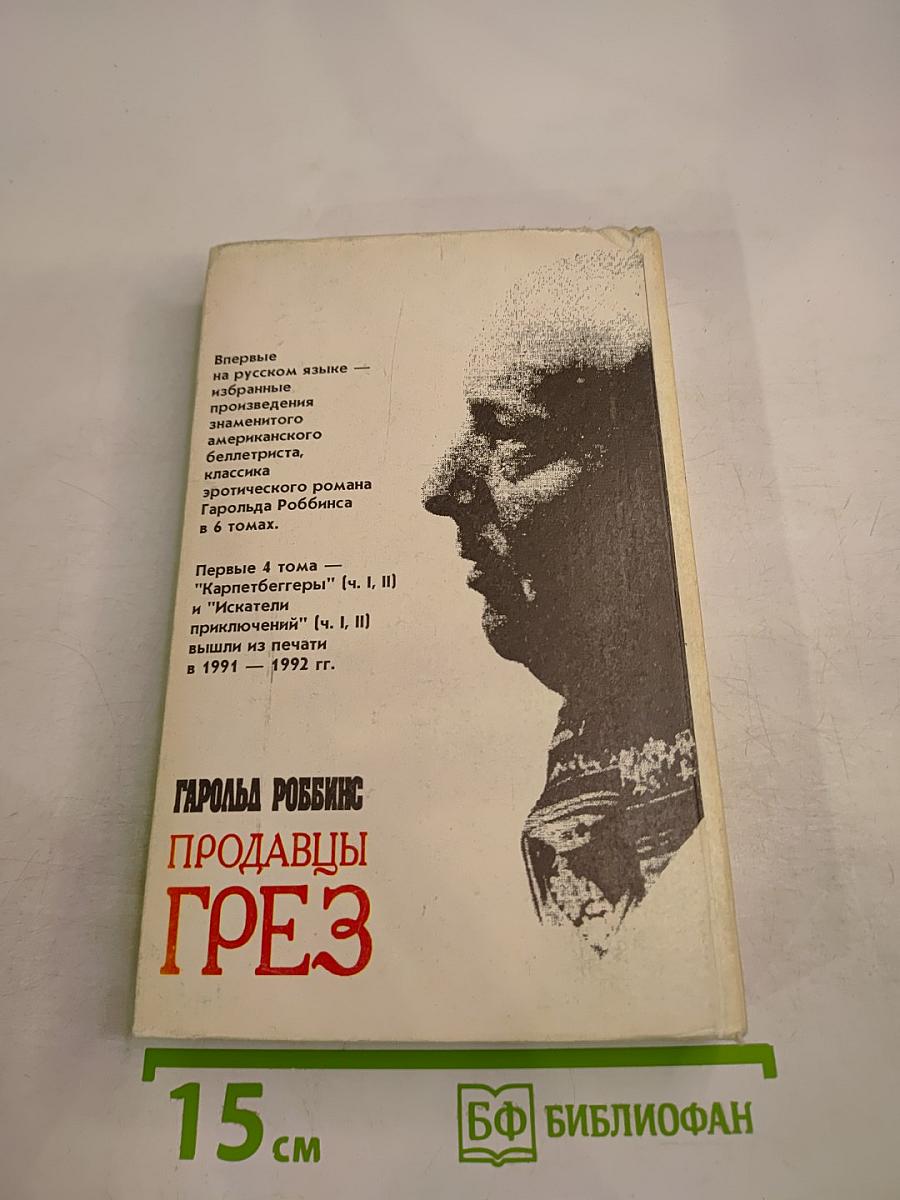 Впервые
на русском языке —
избранные
произведения
знаменитого
американского
беллетриста,
классика
эротического романа
Гарольда Роббинса
в 6 томах.
Первые 4 тома —
"Карпетбеггеры" (ч. I, II)
и "Искатели
приключений" (ч. I, II)
вышли из печати
в 1991 — 1992 гг.
ГАРОЛЬД РОББИНС
ПРОДАВЦЫ
ГРЕЗ
15 см
БФ БИБЛИОФАН